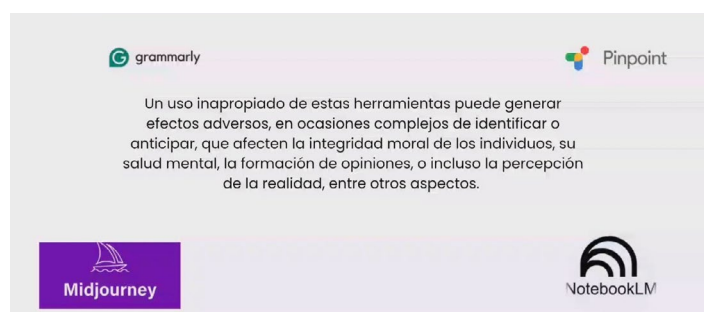 grammarly
Pinpoint
Un uso inapropiado de estas herramientas puede generar
efectos adversos, en ocasiones complejos de identificar o
anticipar, que afecten la integridad moral de los individuos, su
salud mental, la formación de opiniones, o incluso la percepción
de la realidad, entre otros aspectos.
Midjourney
NotebookLM